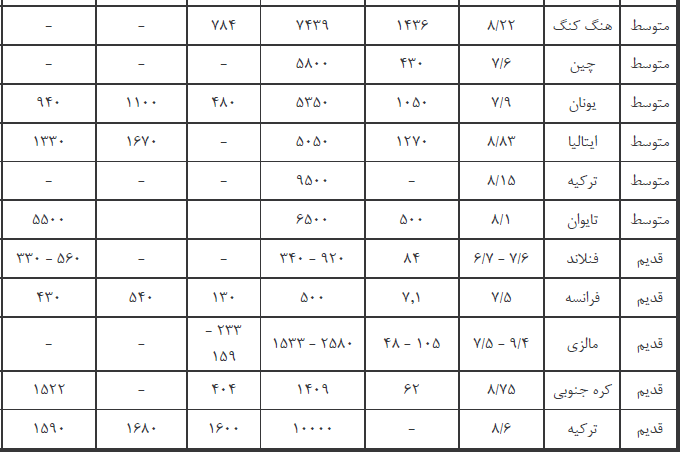 متوسط هنگ کنگ ۸/۲۲ ۱۴۳۶ ۷۴۳۹ ۷۸۴ – –
متوسط چین ۷/۶ ۴۳۰ ۵۸۰۰ – – –
متوسط یونان ۷/۹ ۱۰۵۰ ۵۳۵۰ ۴۸۰ ۱۱۰۰ ۹۴۰
متوسط ایتالیا ۸/۸۳ ۱۲۷۰ ۵۰۵۰ – ۱۶۷۰ ۱۳۳۰
متوسط ترکیه ۸/۱۵ – ۹۵۰۰ – – –
متوسط تایوان ۸/۱ ۵۰۰ ۶۵۰۰ ۵۵۰۰
قدیم فنلاند ۷/۶ – ۶/۷ ۸۴ ۹۲۰ – ۳۴۰ – – ۵۶۰ – ۳۳۰
قدیم فرانسه ۷/۵ ۷,۱ ۵۰۰ ۱۳۰ ۵۴۰ ۴۳۰
قدیم مالزی ۹/۴ – ۷/۵ ۱۰۵ – ۴۸ ۲۵۸۰ – ۱۵۳۳ ۲۳۳ –
۱۵۹ – –
قدیم کره جنوبی ۸/۷۵ ۶۲ ۱۴۰۹ ۴۰۴ – ۱۵۲۲
قدیم ترکیه ۸/۶ – ۱۰۰۰۰ ۱۶۰۰ ۱۶۸۰ ۱۵۹۰